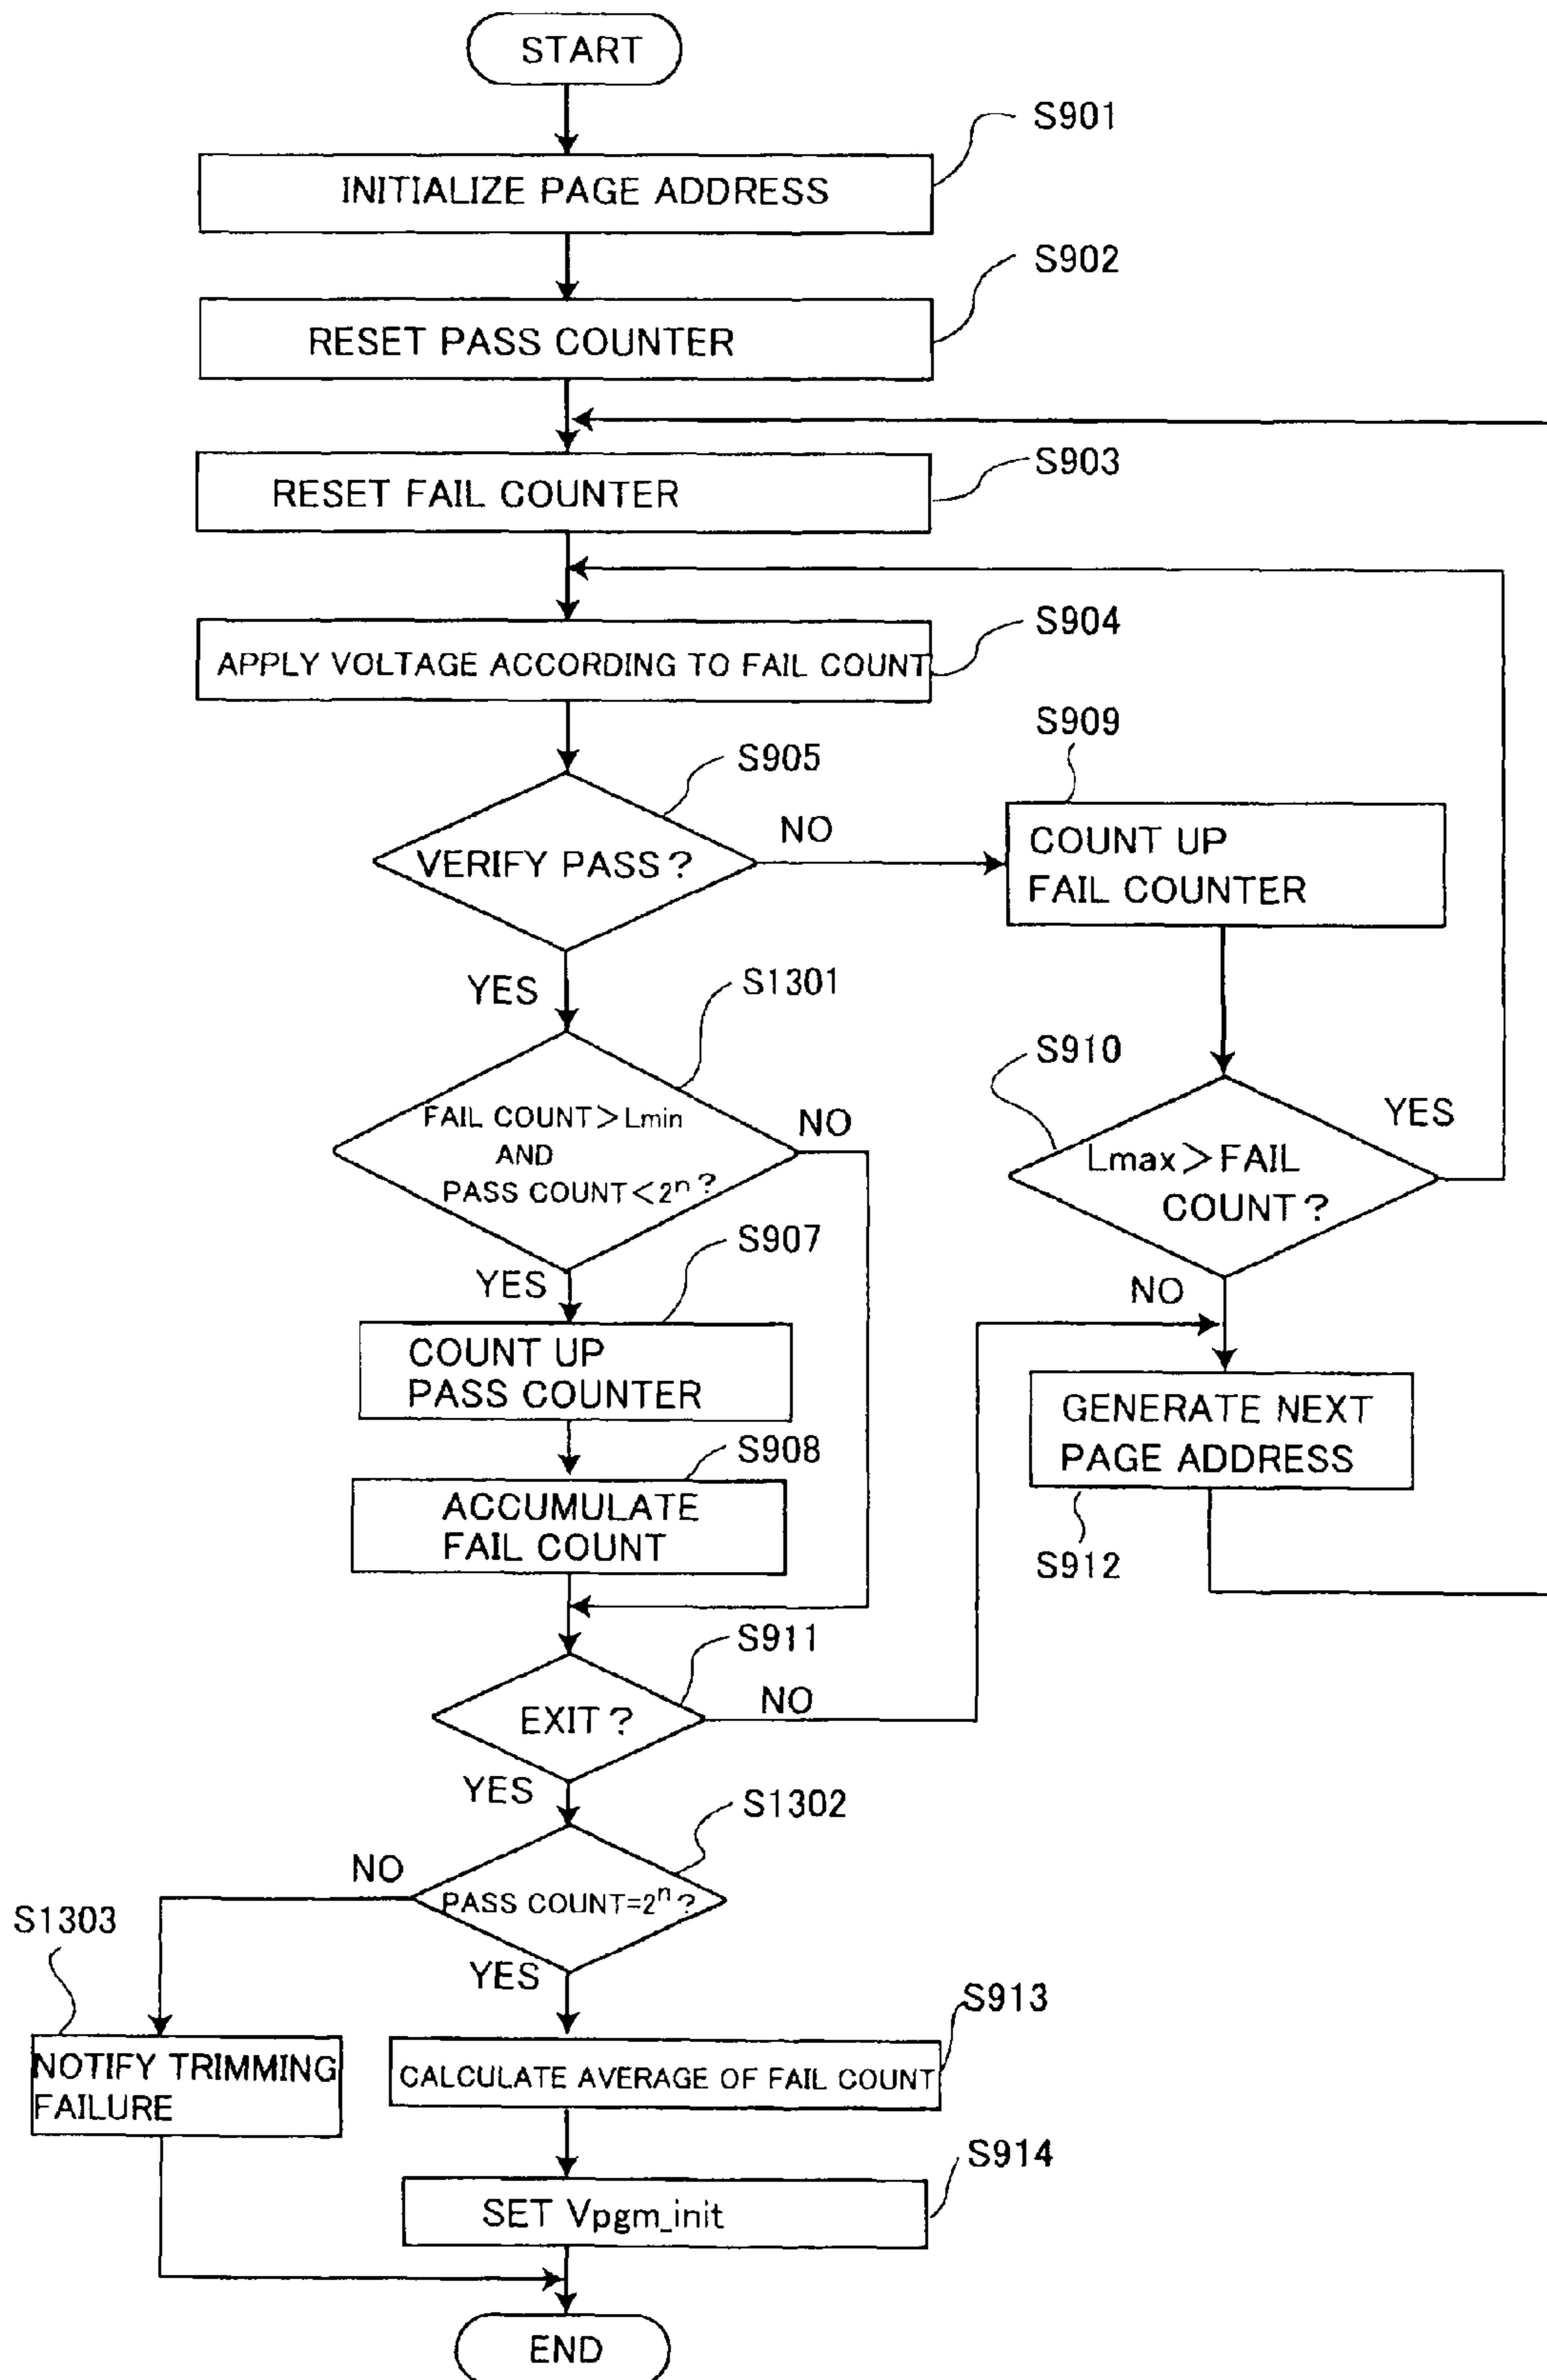 START
S901
INITIALIZE PAGE ADDRESS
S902
RESET PASS COUNTER
S903
RESET FAIL COUNTER
S904
APPLY VOLTAGE ACCORDING TO FAIL COUNT
S905
VERIFY PASS?
NO
S909
COUNT UP
FAIL COUNTER
YES
S1301
FAIL COUNT>Lmin
AND
PASS COUNT<2ⁿ?
NO
S910
Lmax>FAIL
COUNT?
YES
NO
YES
S907
COUNT UP
PASS COUNTER
S908
ACCUMULATE
FAIL COUNT
GENERATE NEXT
PAGE ADDRESS
S912
S911
EXIT?
NO
YES
S1302
PASS COUNT=2ⁿ?
NO
S1303
NOTIFY TRIMMING
FAILURE
YES
S913
CALCULATE AVERAGE OF FAIL COUNT
S914
SET Vpgm_init
END